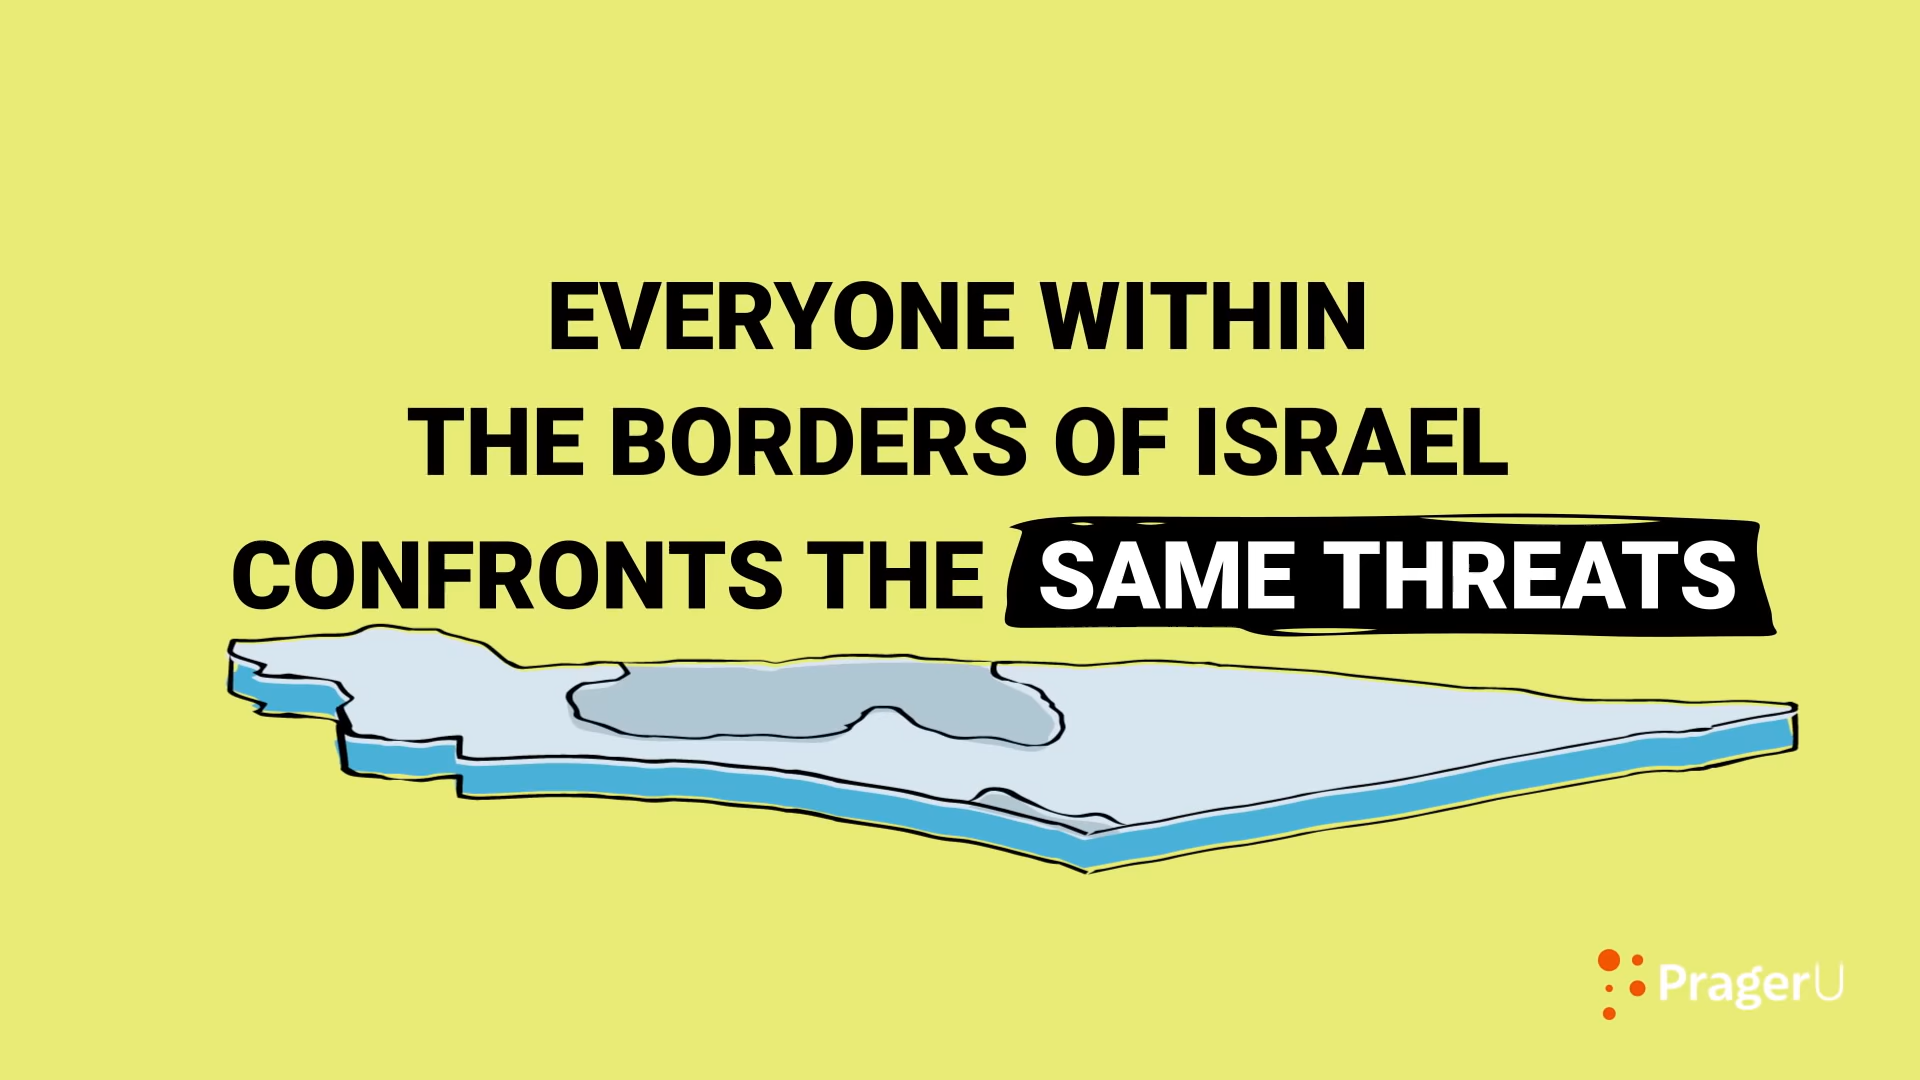 EVERYONE WITHIN
THE BORDERS OF ISRAEL
CONFRONTS THE SAME THREATS
PragerU